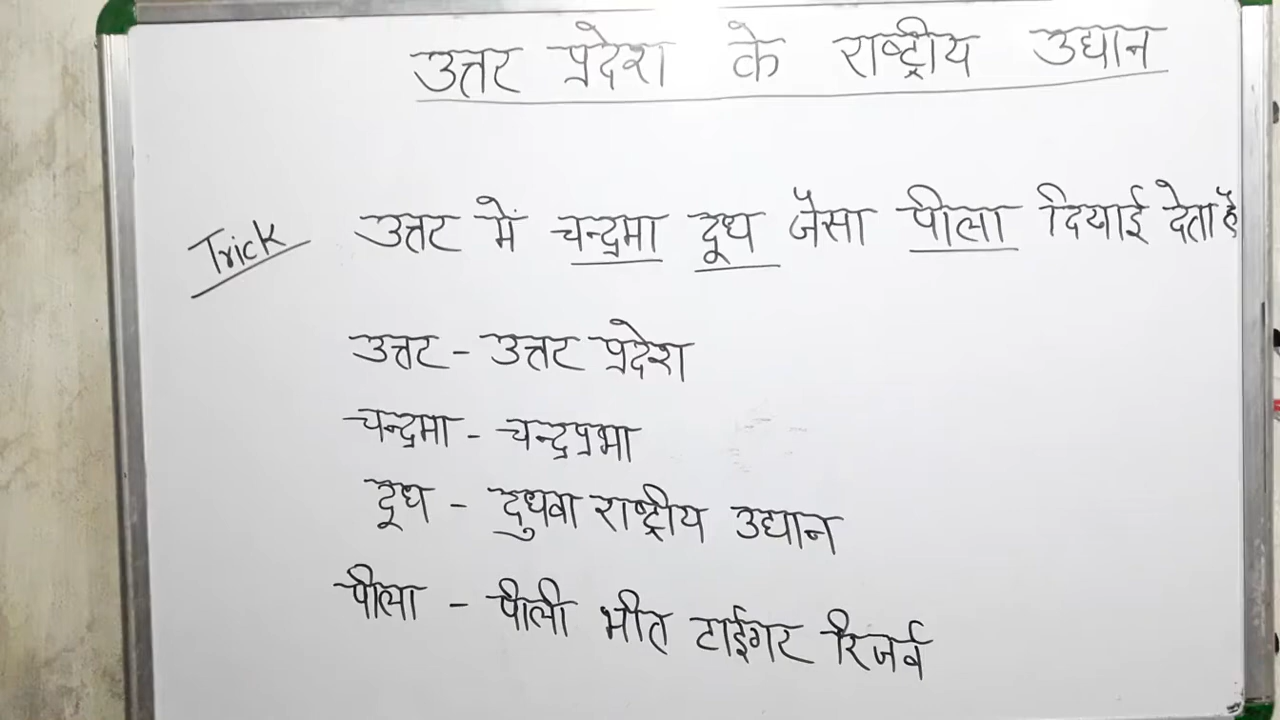 उत्तर प्रदेश के राष्ट्रीय उद्यान
Trick उत्तर में चन्द्रमा दूध जैसा पीला दिखाई देता है
उत्तर - उत्तर प्रदेश
चन्द्रमा - चन्द्रप्रभा
दूध - दुधवा राष्ट्रीय उद्यान
पीला - पीली भीत टाईगर रिजर्व